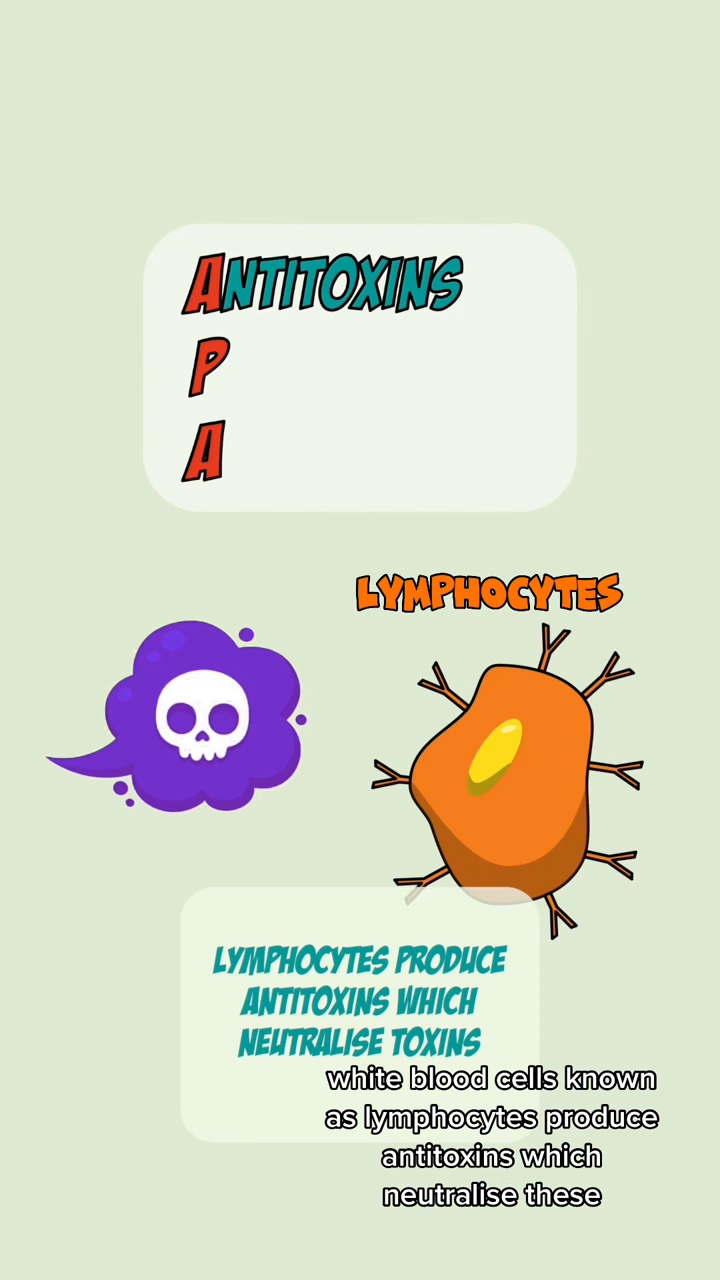 ANTITOXINS
P
A
LYMPHOCYTES
LYMPHOCYTES PRODUCE
ANTITOXINS WHICH
NEUTRALISE TOXINS
white blood cells known
as lymphocytes produce
antitoxins which
neutralise these